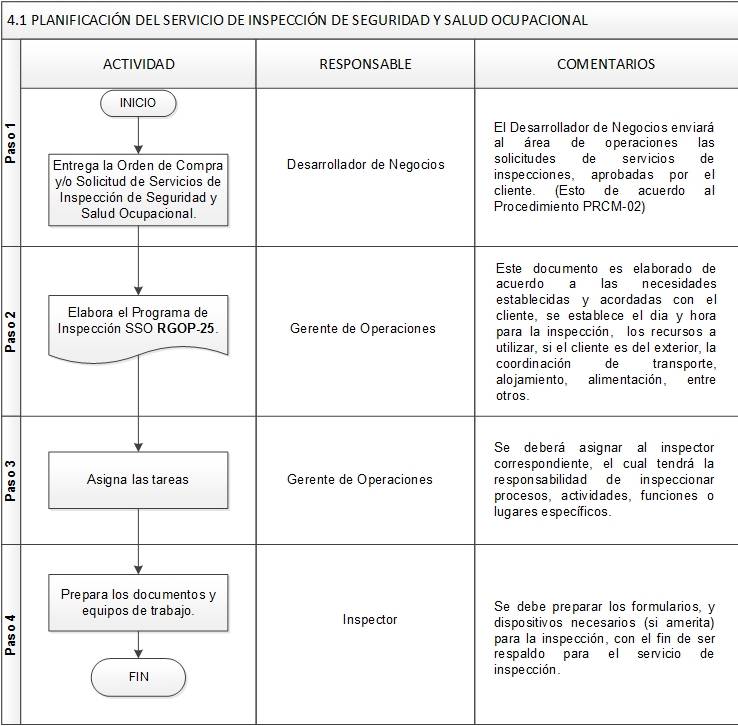 4.1 PLANIFICACIÓN DEL SERVICIO DE INSPECCIÓN DE SEGURIDAD Y SALUD OCUPACIONAL
ACTIVIDAD
RESPONSABLE
COMENTARIOS
Paso 1
INICIO
Entrega la Orden de Compra
y/o Solicitud de Servicios de
Inspección de Seguridad y
Salud Ocupacional.
Desarrollador de Negocios
El Desarrollador de Negocios enviará
al área de operaciones las
solicitudes de servicios de
inspecciones, aprobadas por el
cliente. (Esto de acuerdo al
Procedimiento PRCM-02)
Paso 2
Elabora el Programa de
Inspección SSO RGOP-25.
Gerente de Operaciones
Este documento es elaborado de
acuerdo a las necesidades
establecidas y acordadas con el
cliente, se establece el dia y hora
para la inspección, los recursos a
utilizar, si el cliente es del exterior, la
coordinación de transporte,
alojamiento, alimentación, entre
otros.
Paso 3
Asigna las tareas
Gerente de Operaciones
Se deberá asignar al inspector
correspondiente, el cual tendrá la
responsabilidad de inspeccionar
procesos, actividades, funciones o
lugares específicos.
Paso 4
Prepara los documentos y
equipos de trabajo.
FIN
Inspector
Se debe preparar los formularios, y
dispositivos necesarios (si amerita)
para la inspección, con el fin de ser
respaldo para el servicio de
inspección.